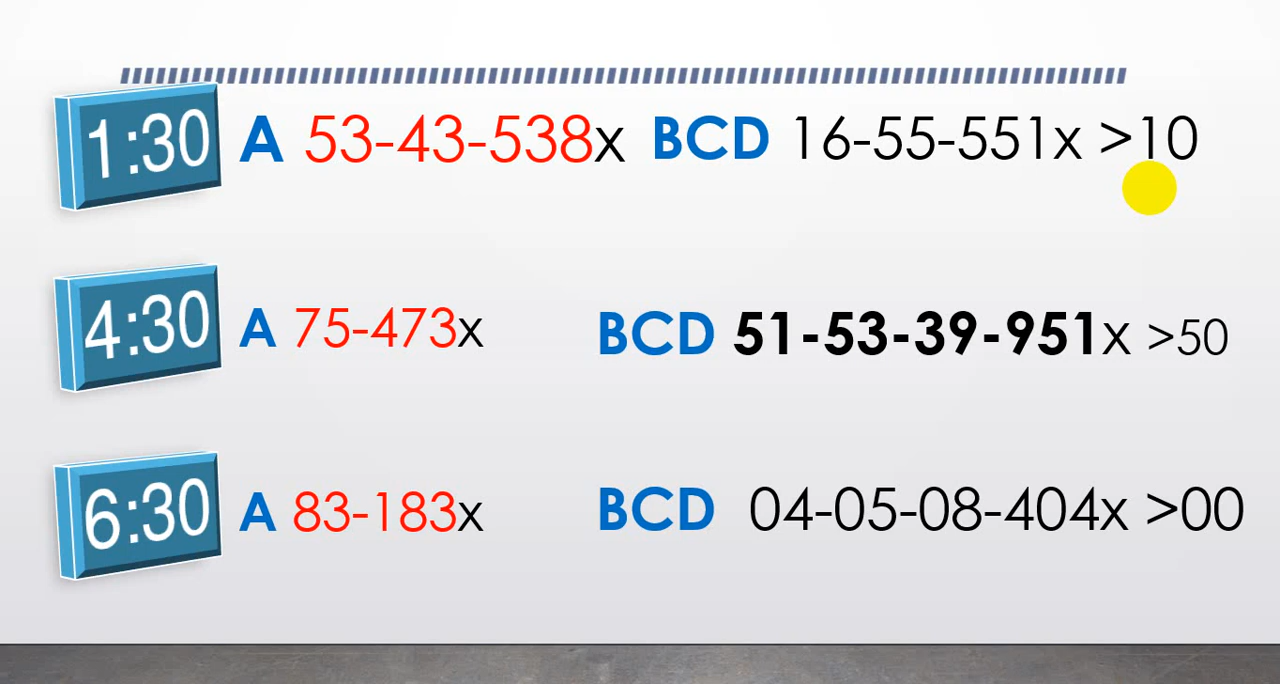 1:30 A 53-43-538x BCD 16-55-551x >10
4:30 A 75-473x BCD 51-53-39-951x >50
6:30 A 83-183x BCD 04-05-08-404x >00